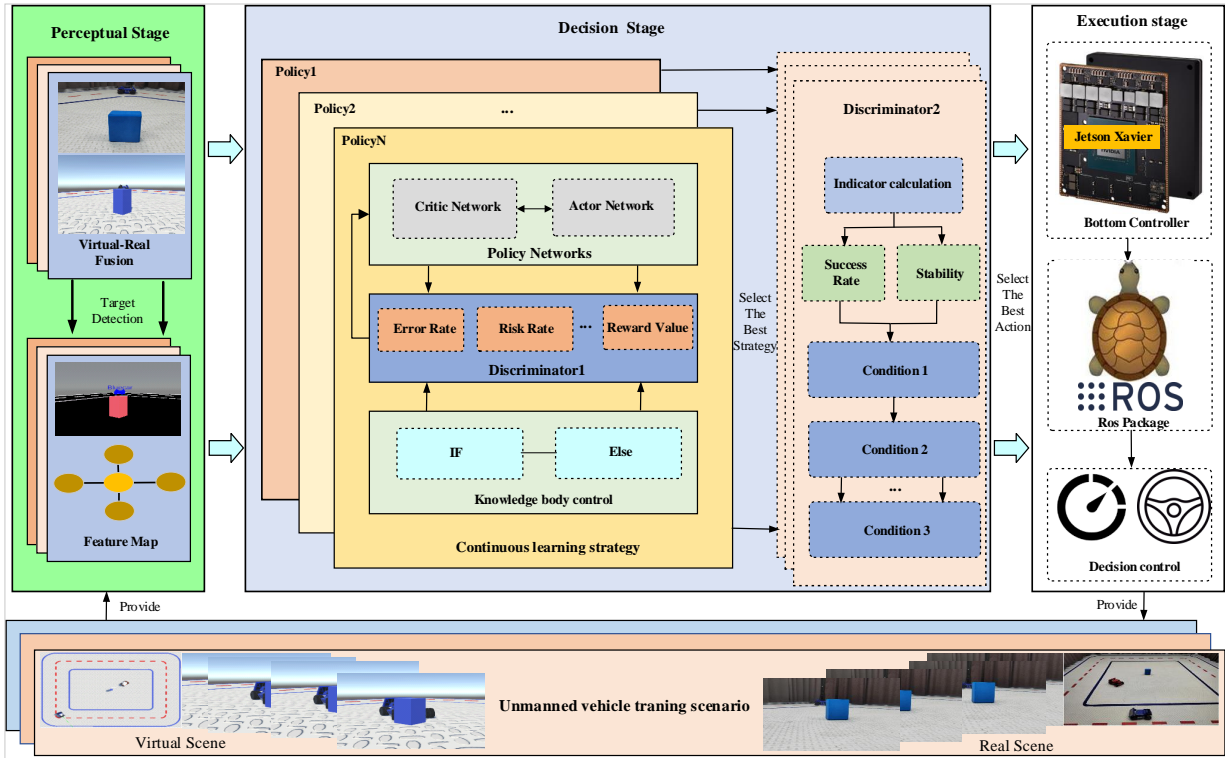 Perceptual Stage
Virtual-Real
Fusion
Target
Detection
Feature Map
Provide
Decision Stage
Policy1
Policy2
...
PolicyN
Critic Network
Actor Network
Policy Networks
Error Rate
Risk Rate
...
Reward Value
Discriminator1
IF
Else
Knowledge body control
Continuous learning strategy
Select
The
Best
Strategy
Discriminator2
Indicator calculation
Success
Rate
Stability
Condition 1
Condition 2
...
Condition 3
Select
The
Best
Action
Execution stage
Jetson Xavier
Bottom Controller
ROS
Ros Package
Decision control
Provide
Unmanned vehicle traning scenario
Virtual Scene
Real Scene